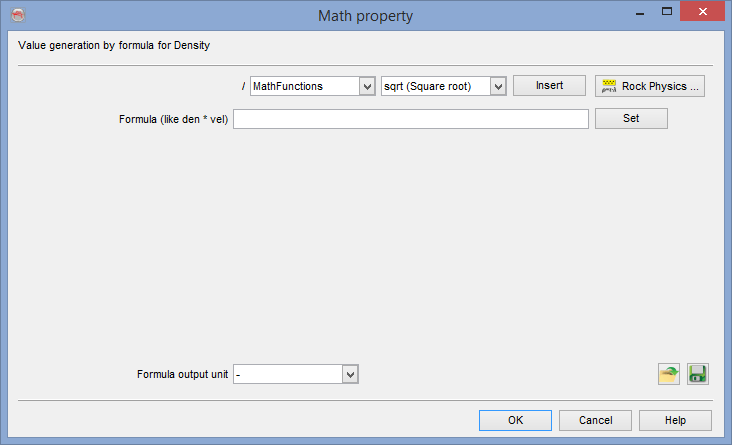 Math property
Value generation by formula for Density
/ MathFunctions sqrt (Square root) Insert Rock Physics ...
Formula (like den * vel) Set
Formula output unit -
OK Cancel Help